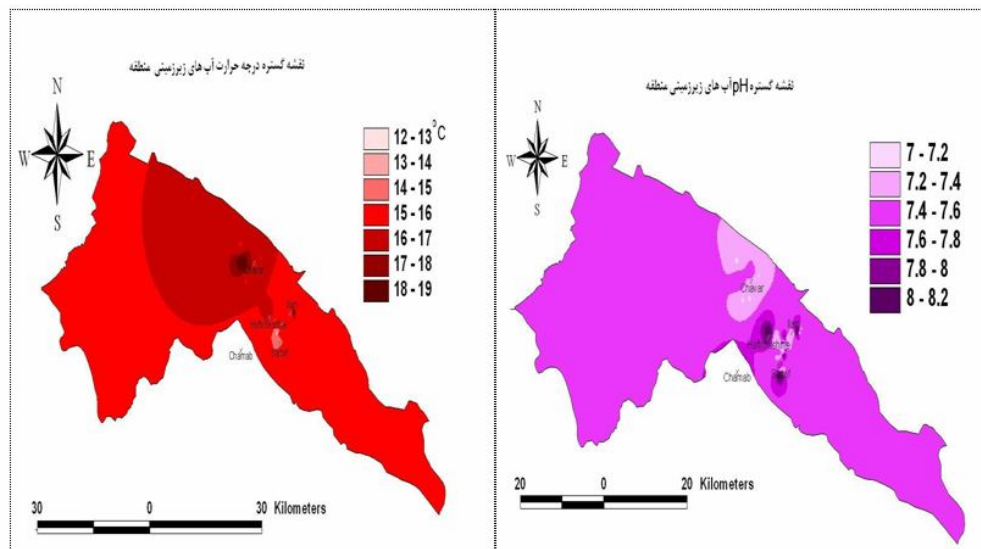 نقشه گستره درجه حرارت آب های زیرزمینی منطقه
N
W E
S
12 - 13°C
13 - 14
14 - 15
15 - 16
16 - 17
17 - 18
18 - 19
Chamab
30 0 30 Kilometers
نقشه گستره pH آب های زیرزمینی منطقه
N
W E
S
7 - 7.2
7.2 - 7.4
7.4 - 7.6
7.6 - 7.8
7.8 - 8
8 - 8.2
Chavar
Chamab
20 0 20 Kilometers